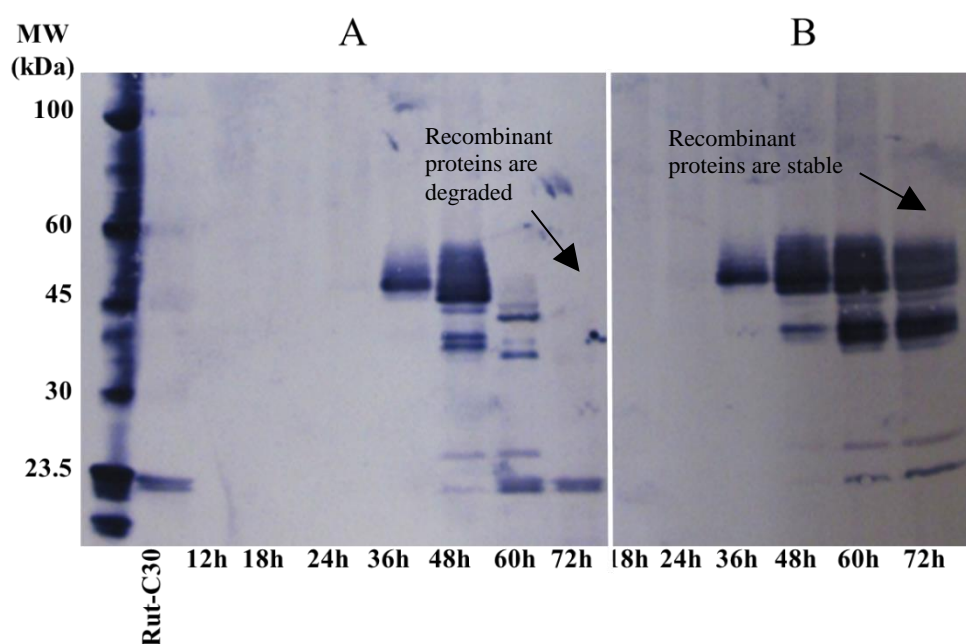 MW
(kDa)
A
B
100
60
45
30
23.5
Recombinant
proteins are
degraded
Recombinant
proteins are stable
Rut-C30
12h 18h 24h 36h 48h 60h 72h
18h 24h 36h 48h 60h 72h